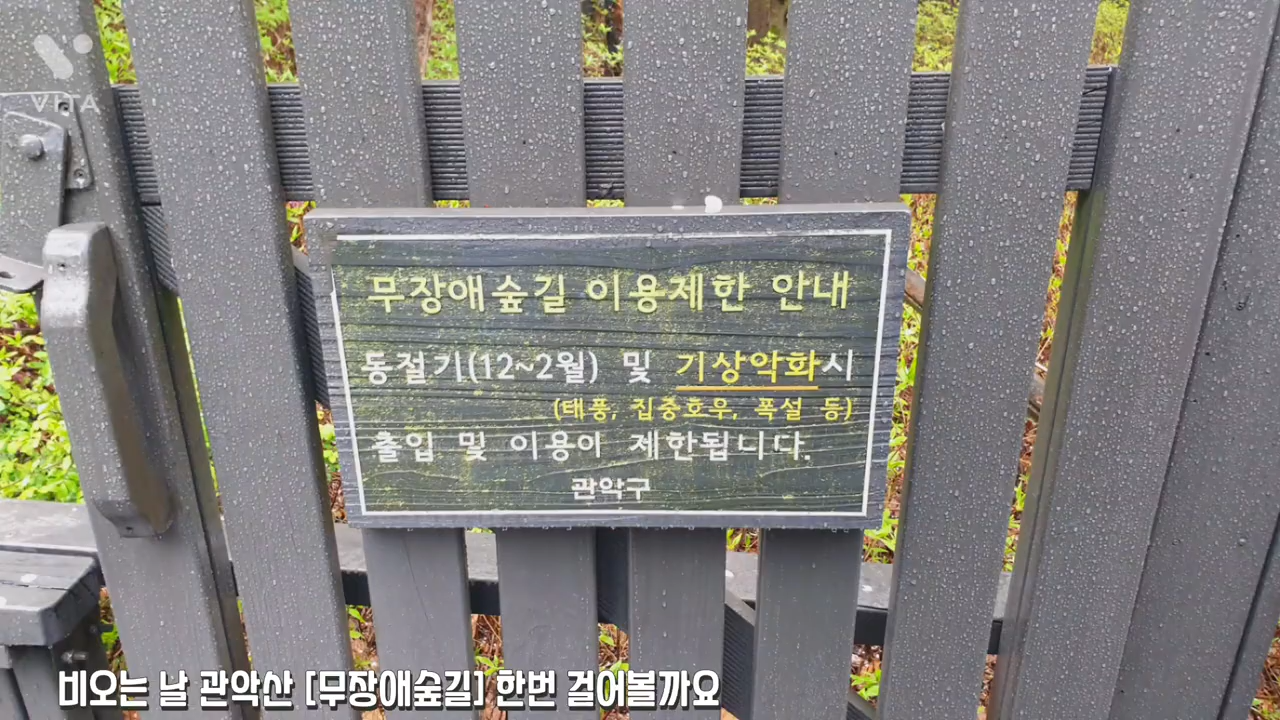 VITA
무장애숲길 이용제한 안내
동절기(12~2월) 및 기상악화시
(태풍, 집중호우, 폭설 등)
출입 및 이용이 제한됩니다.
관악구
비오는 날 관악산 [무장애숲길] 한번 걸어볼까요